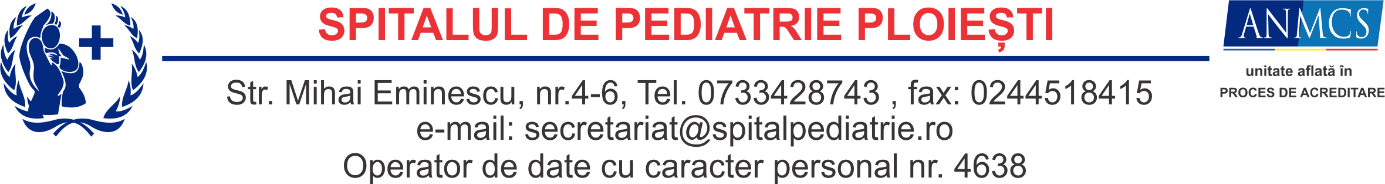 SPITALUL DE PEDIATRIE PLOIEȘTI
Str. Mihai Eminescu, nr.4-6, Tel. 0733428743 , fax: 0244518415
e-mail: secretariat@spitalpediatrie.ro
Operator de date cu caracter personal nr. 4638
ANMCS
unitate aflată în
PROCES DE ACREDITARE